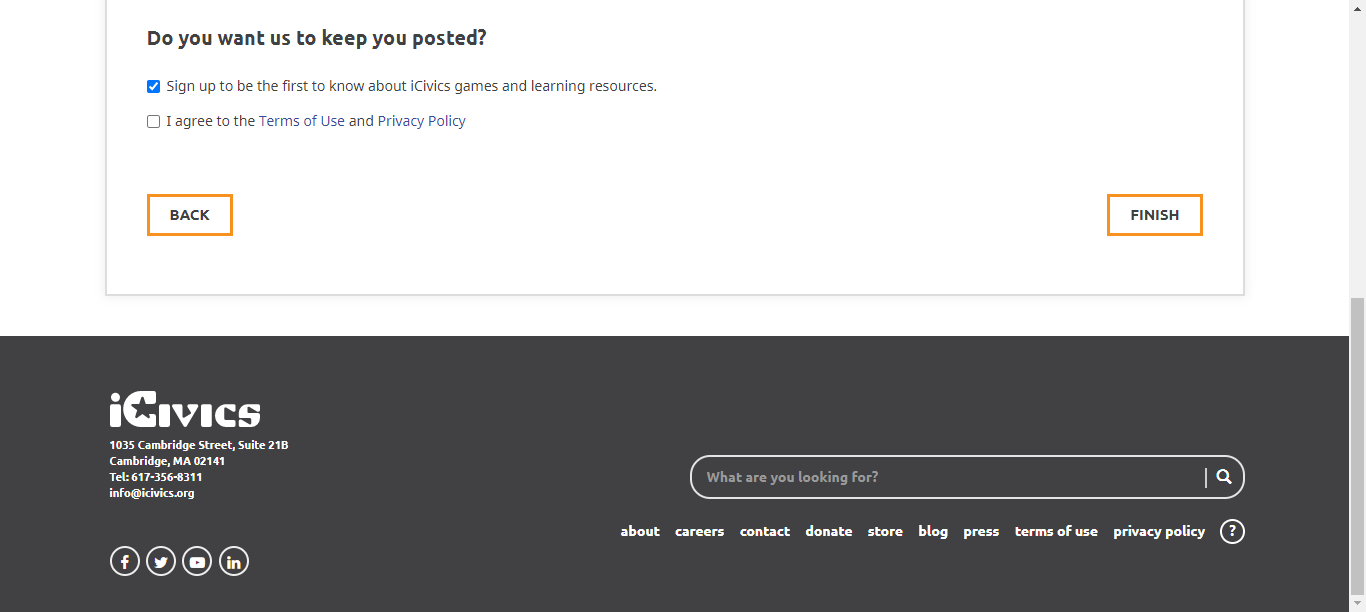 Do you want us to keep you posted?
Sign up to be the first to know about iCivics games and learning resources.
I agree to the Terms of Use and Privacy Policy
BACK
FINISH
iCIVICS
1035 Cambridge Street, Suite 21B
Cambridge, MA 02141
Tel: 617-356-8311
info@icivics.org
What are you looking for?
about careers contact donate store blog press terms of use privacy policy ?